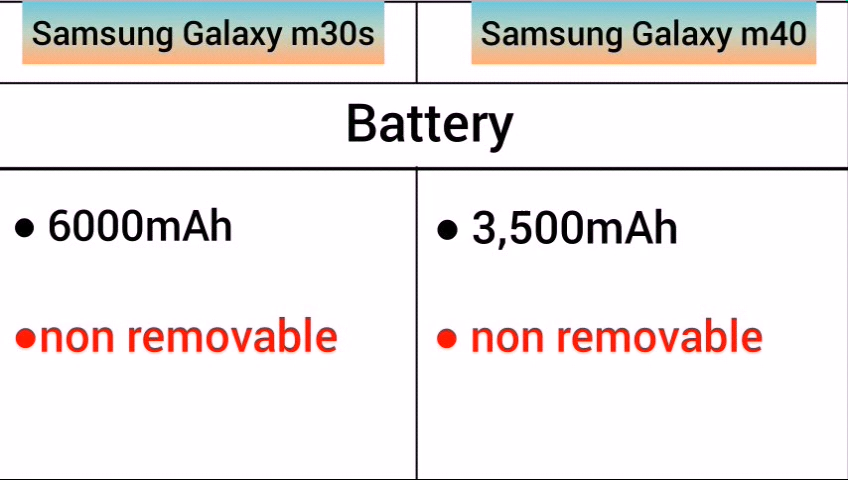 Samsung Galaxy m30s
Samsung Galaxy m40
Battery
● 6000mAh
● 3,500mAh
●non removable
● non removable